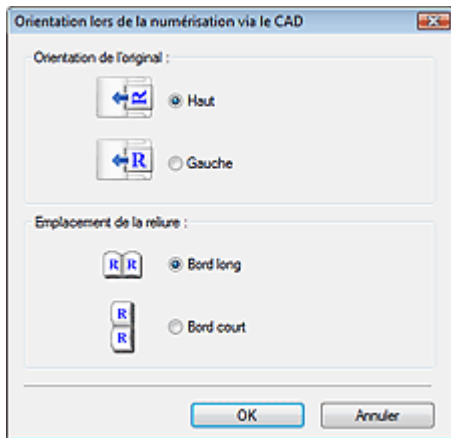 Orientation lors de la numérisation via le CAD
Orientation de l'original :
R
Haut
R
Gauche
Emplacement de la reliure :
R R
Bord long
R
R
Bord court
OK Annuler